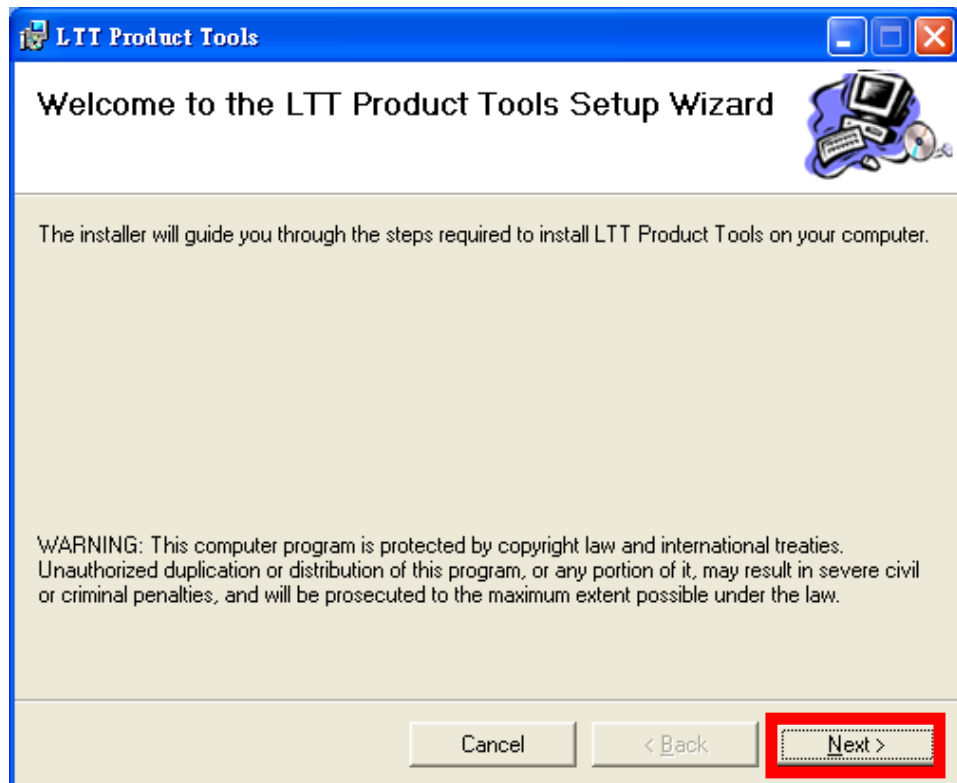 LTT Product Tools
Welcome to the LTT Product Tools Setup Wizard
The installer will guide you through the steps required to install LTT Product Tools on your computer.
WARNING: This computer program is protected by copyright law and international treaties.
Unauthorized duplication or distribution of this program, or any portion of it, may result in severe civil
or criminal penalties, and will be prosecuted to the maximum extent possible under the law.
Cancel < Back Next >